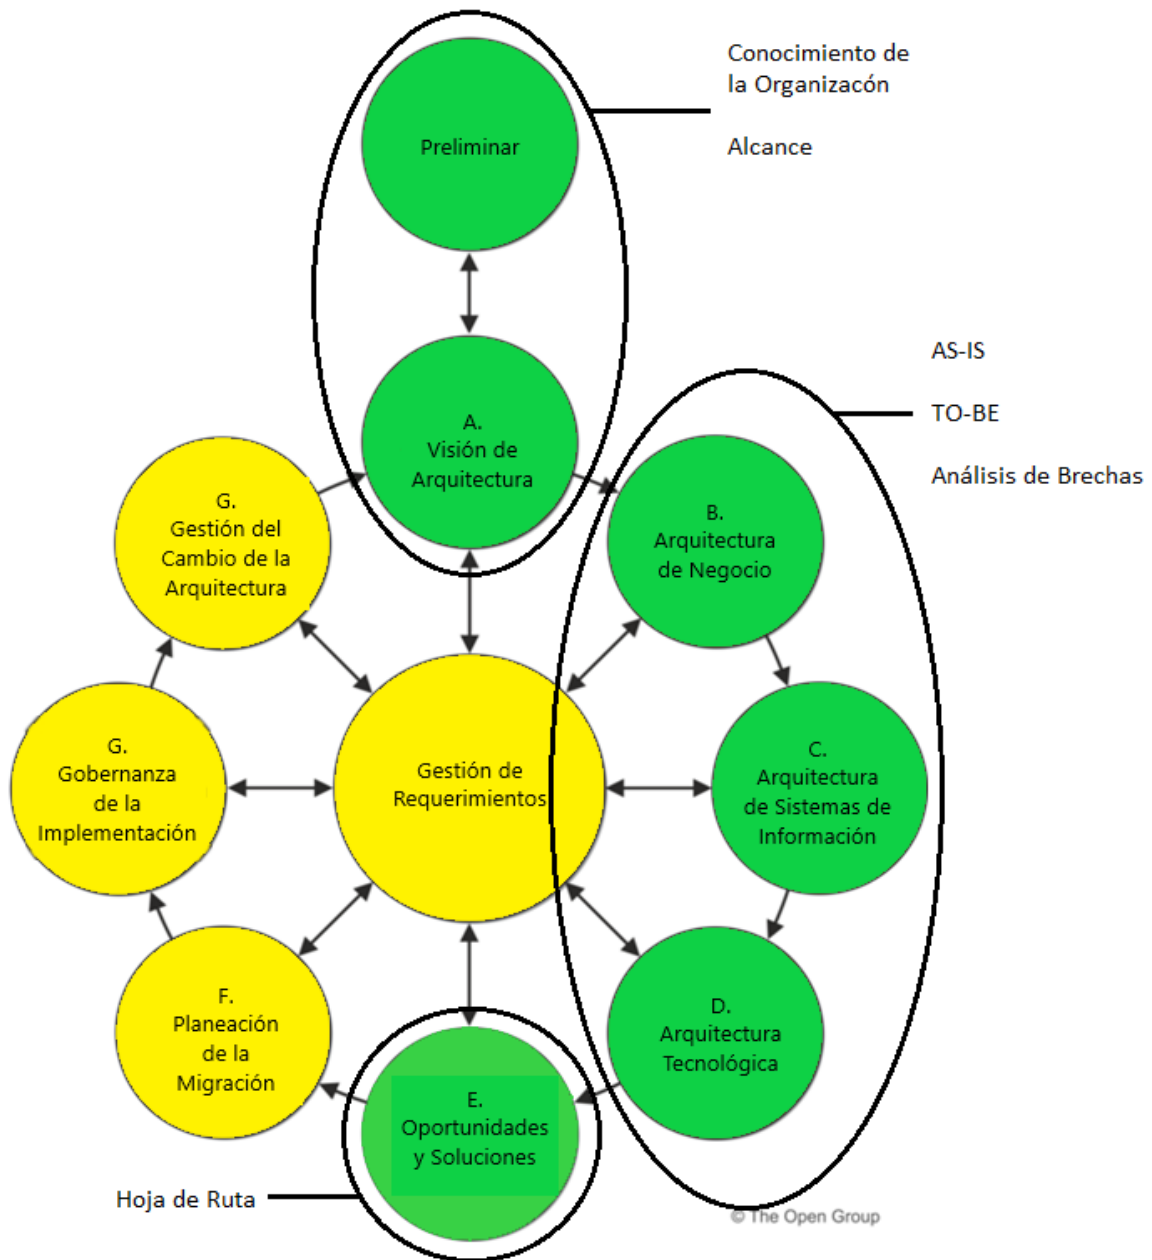 Conocimiento de
la Organizacón
Alcance
Preliminar
AS-IS
TO-BE
Análisis de Brechas
A.
Visión de
Arquitectura
B.
Arquitectura
de Negocio
G.
Gestión del
Cambio de la
Arquitectura
G.
Gobernanza
de la
Implementación
Gestión de
Requerimientos
C.
Arquitectura
de Sistemas de
Información
F.
Planeación
de la
Migración
D.
Arquitectura
Tecnológica
E.
Oportunidades
y Soluciones
Hoja de Ruta
© The Open Group